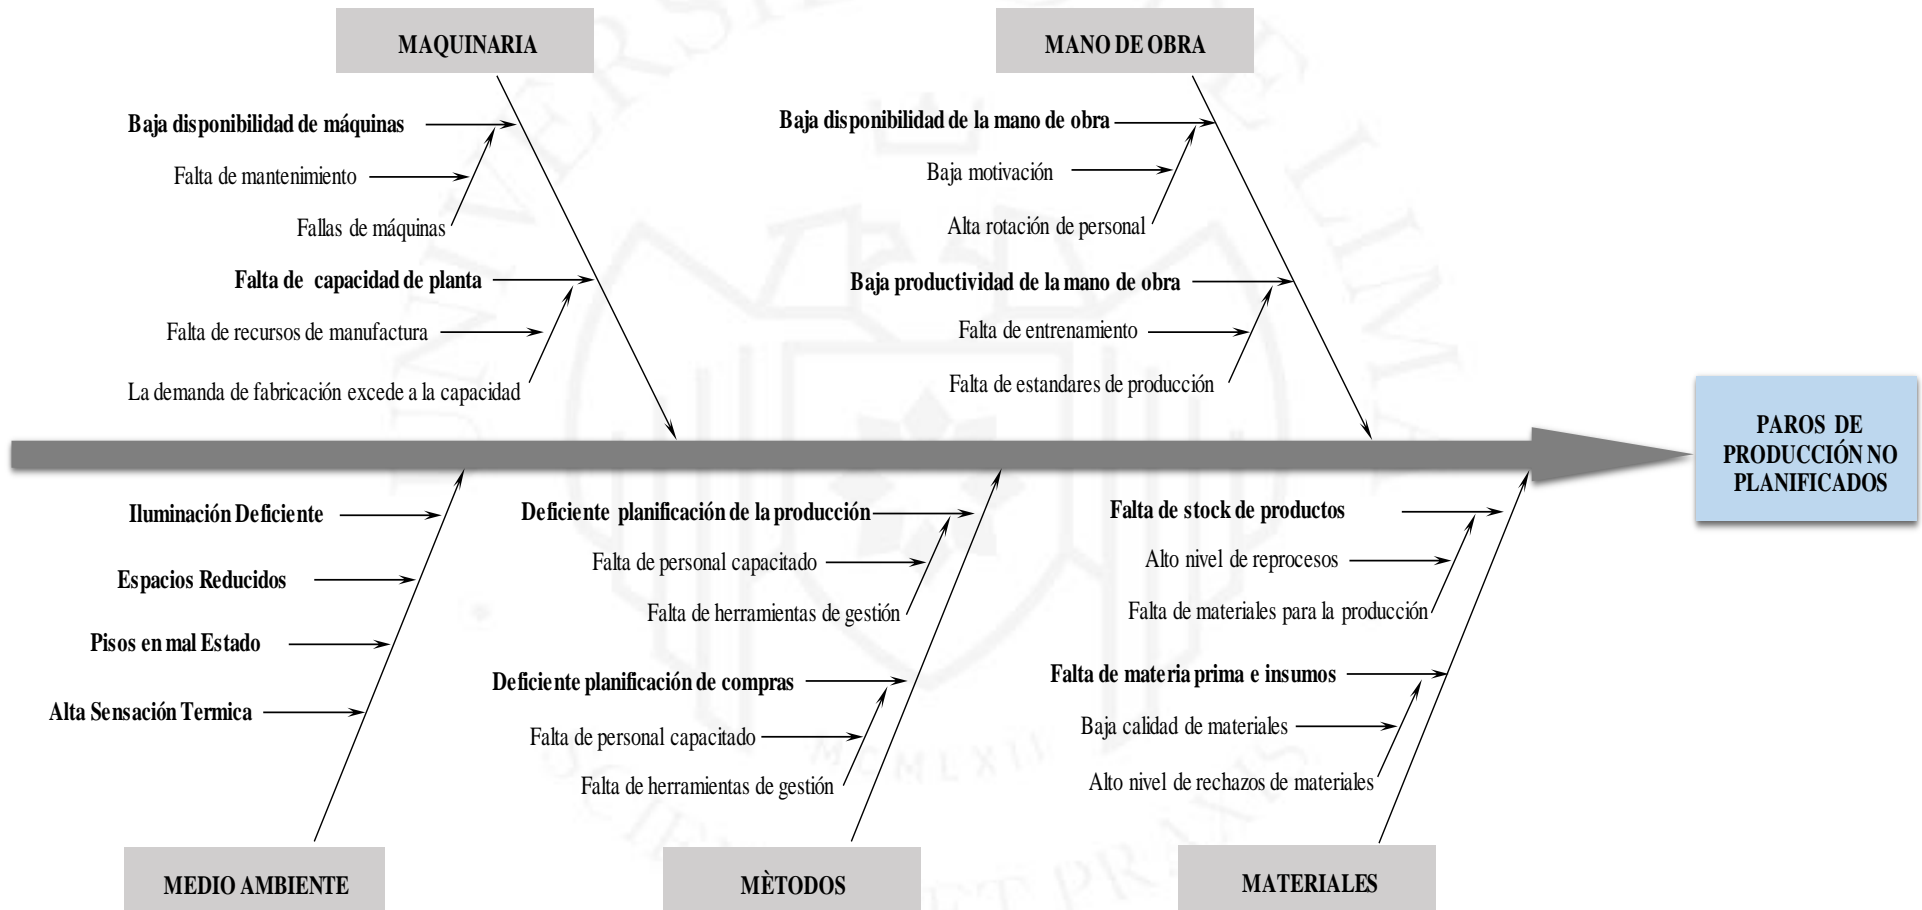 MAQUINARIA
Baja disponibilidad de máquinas
Falta de mantenimiento
Fallas de máquinas
Falta de capacidad de planta
Falta de recursos de manufactura
La demanda de fabricación excede a la capacidad
MANO DE OBRA
Baja disponibilidad de la mano de obra
Baja motivación
Alta rotación de personal
Baja productividad de la mano de obra
Falta de entrenamiento
Falta de estandares de producción
PAROS DE
PRODUCCIÓN NO
PLANIFICADOS
Iluminación Deficiente
Espacios Reducidos
Pisos en mal Estado
Alta Sensación Termica
MEDIO AMBIENTE
Deficiente planificación de la producción
Falta de personal capacitado
Falta de herramientas de gestión
Deficiente planificación de compras
Falta de personal capacitado
Falta de herramientas de gestión
MÈTODOS
Falta de stock de productos
Alto nivel de reprocesos
Falta de materiales para la producción
Falta de materia prima e insumos
Baja calidad de materiales
Alto nivel de rechazos de materiales
MATERIALES
MCMLXII
ET PRAXIS